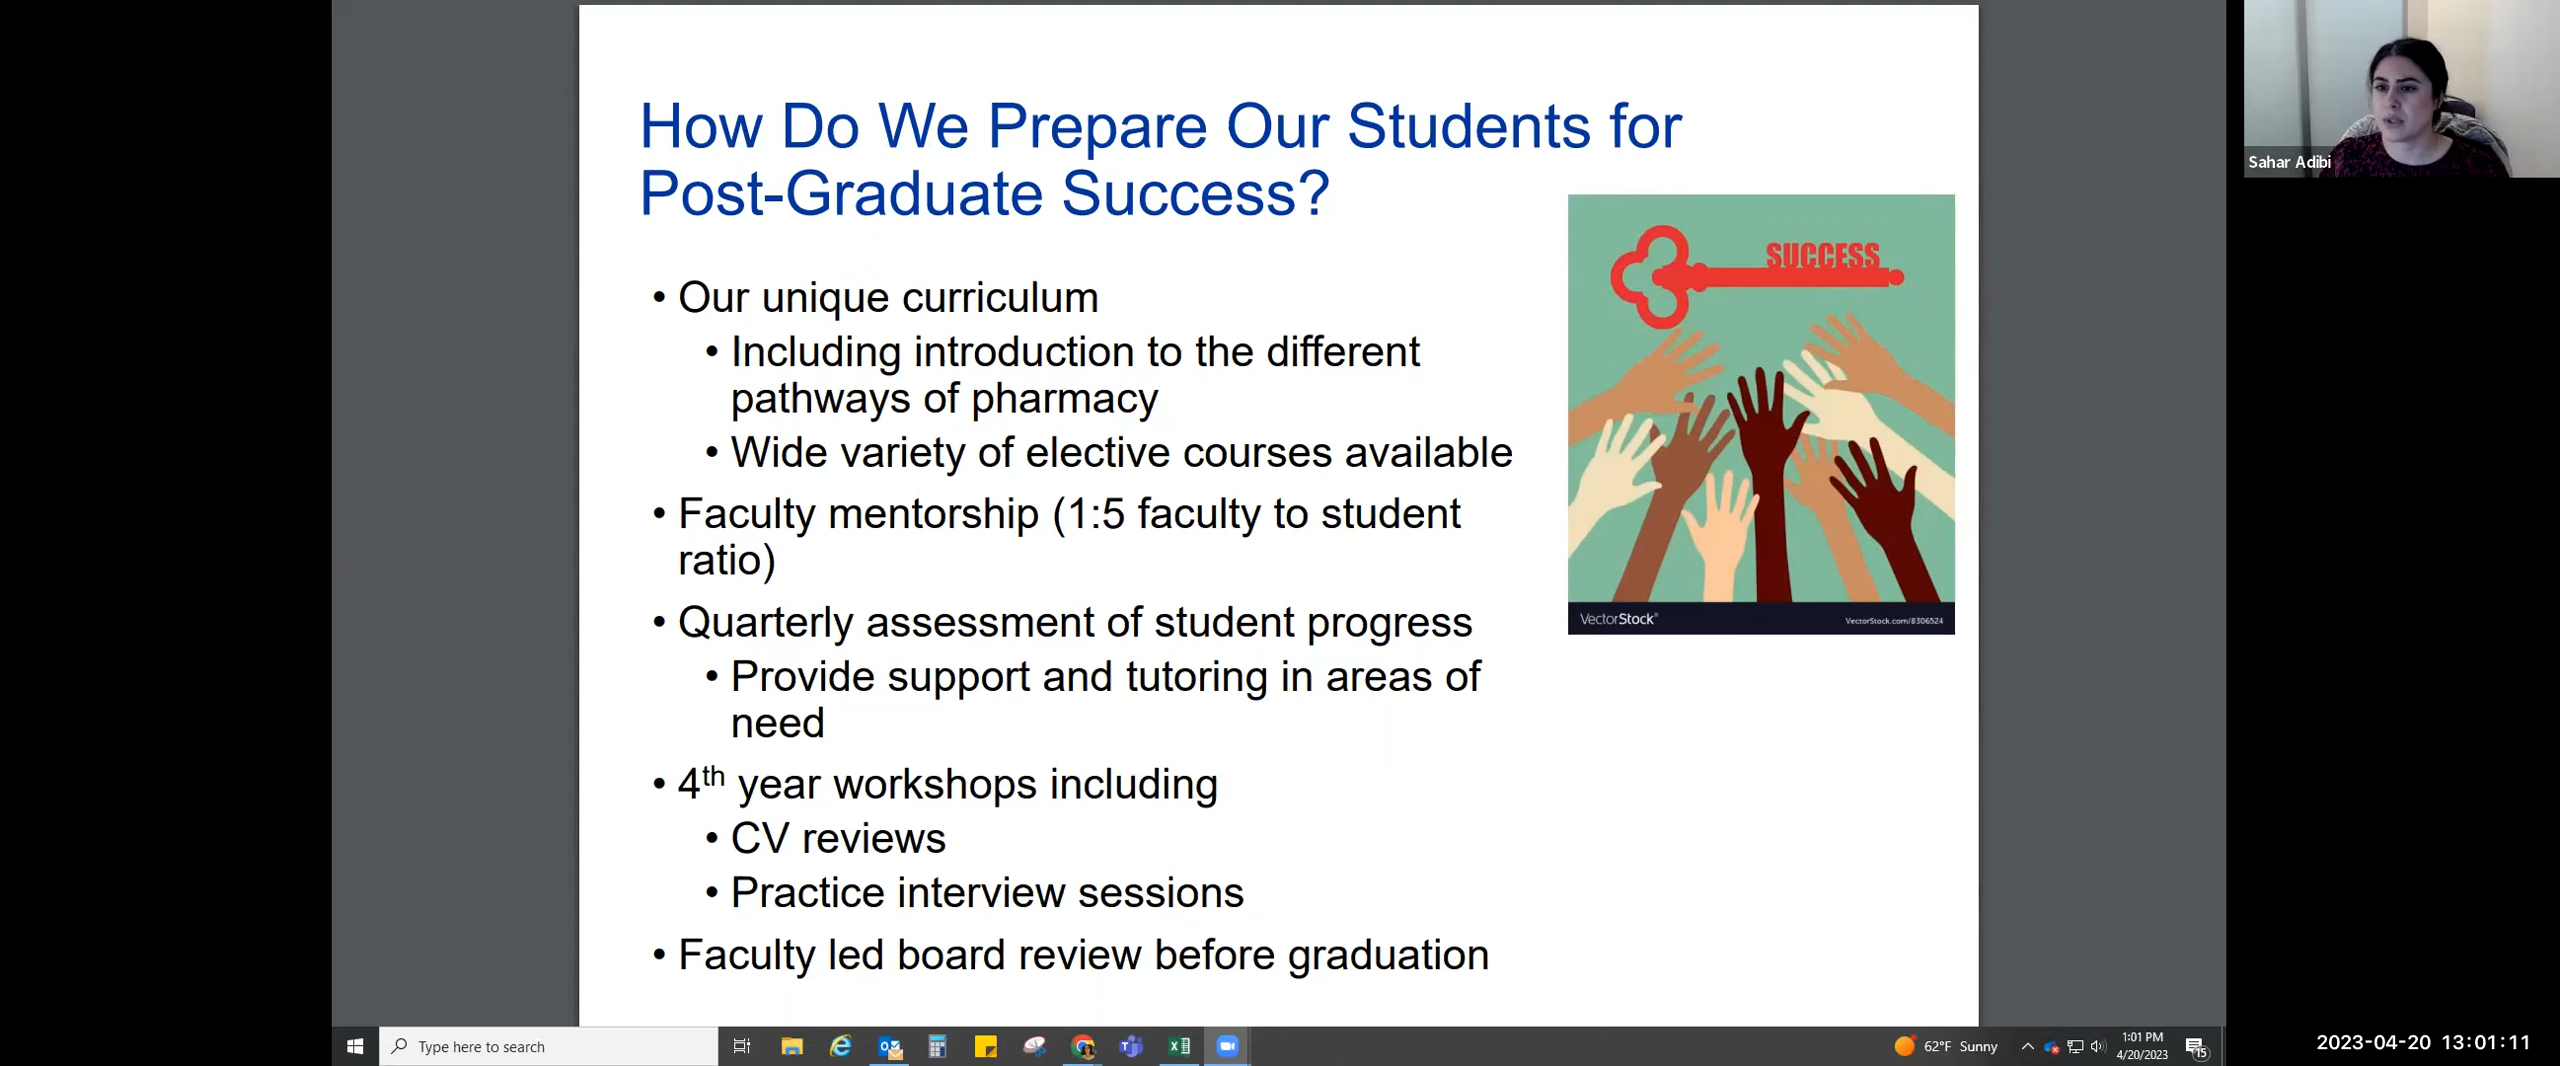 How Do We Prepare Our Students for
Post-Graduate Success?
• Our unique curriculum
• Including introduction to the different
pathways of pharmacy
• Wide variety of elective courses available
• Faculty mentorship (1:5 faculty to student
ratio)
• Quarterly assessment of student progress
• Provide support and tutoring in areas of
need
• 4th year workshops including
• CV reviews
• Practice interview sessions
• Faculty led board review before graduation
SUCCESS
VectorStock®
VectorStock.com/8306524
Sahar Adibi
Type here to search
62°F Sunny
1:01 PM
4/20/2023
15
2023-04-20 13:01:11